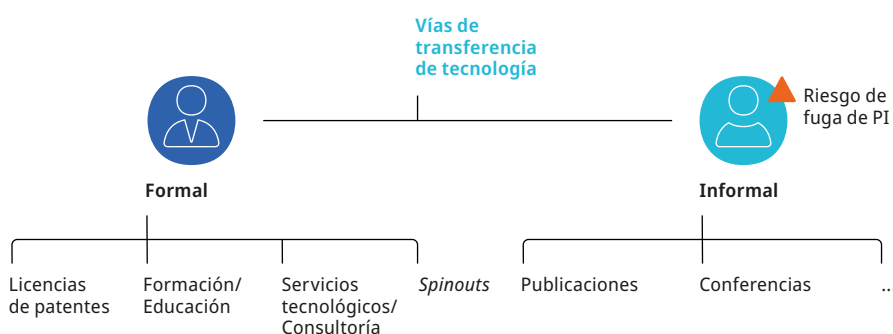 Vías de
transferencia
de tecnología
Riesgo de
fuga de PI
Formal
Informal
Licencias
de patentes
Formación/
Educación
Servicios
tecnológicos/
Consultoría
Spinouts
Publicaciones
Conferencias
...